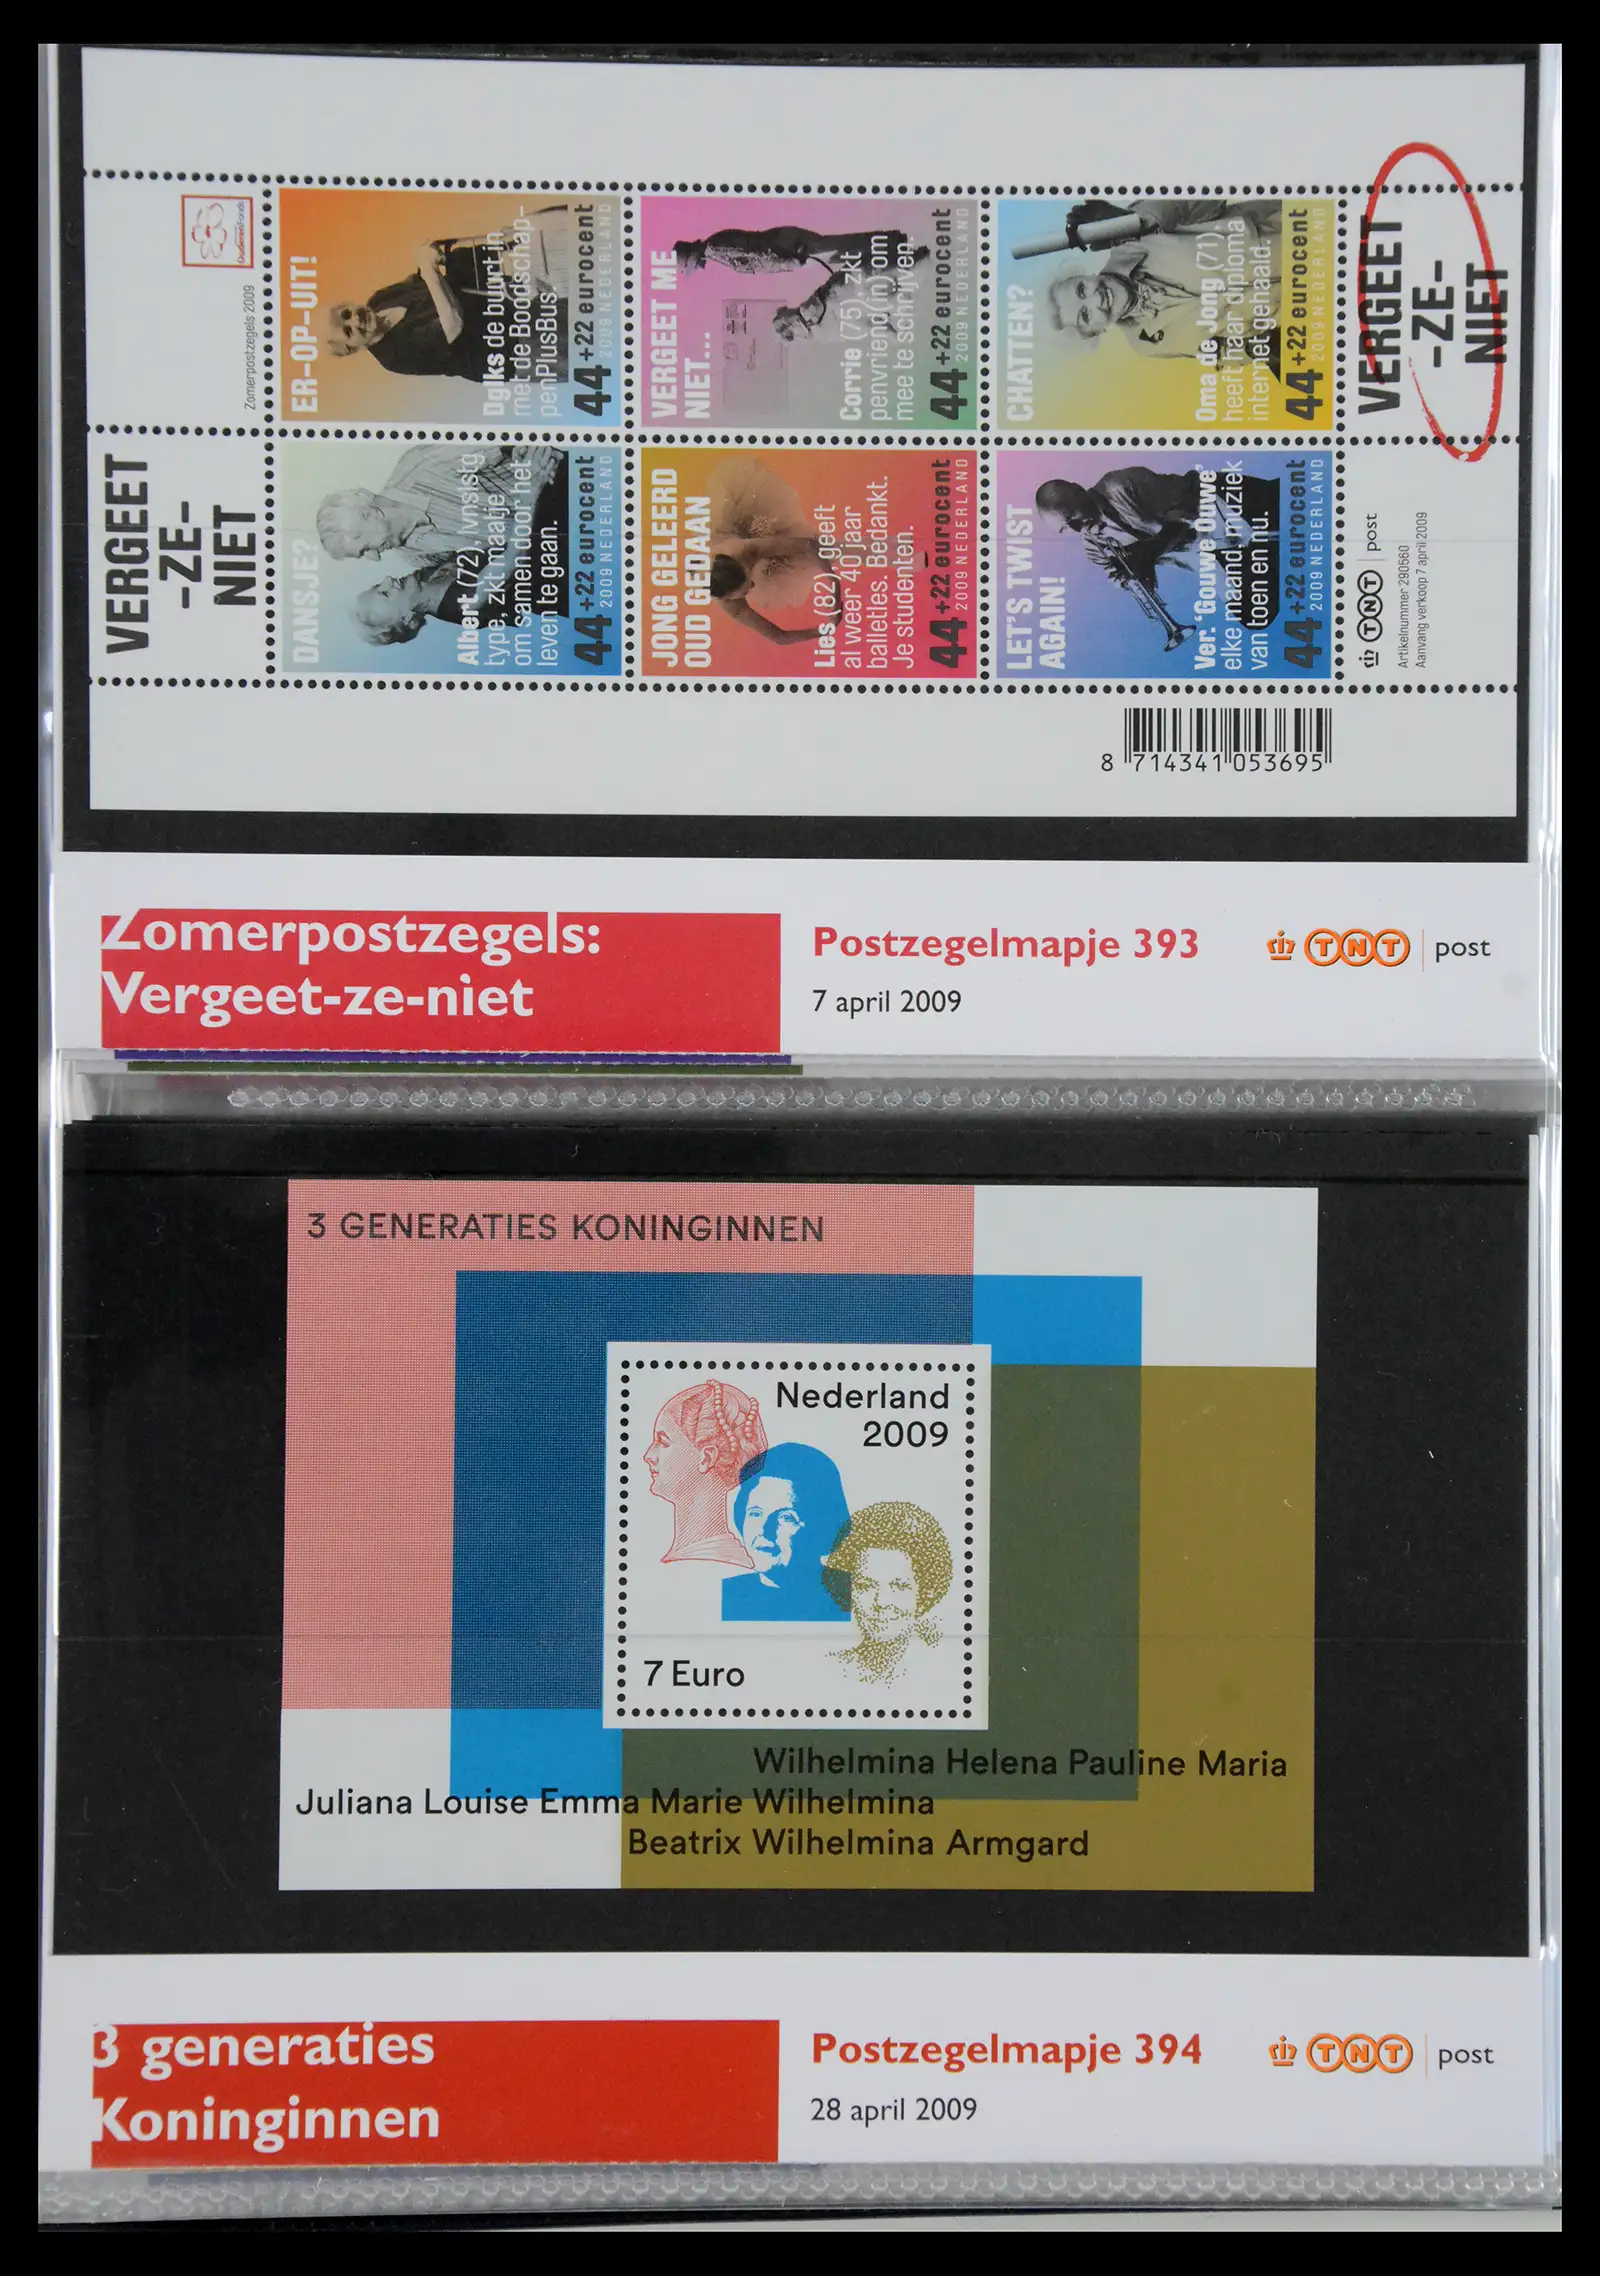 VERGEET
-ZE-
NIET
OuderenFonds
Zomerpostzegels 2009
ER-OP-UIT!
Dglks de buurt in
met de Boodschap-
penPlusBus.
44+22 eurocent
2009 NEDERLAND
VERGEET ME
NIET...
Corrie (75), zkt
penvriend(in) om
mee te schrijven.
44+22 eurocent
2009 NEDERLAND
CHATTEN?
Oma de Jong (71),
heeft haar diploma
internet gehaald.
44+22 eurocent
2009 NEDERLAND
VERGEET
-ZE-
NIET
DANSJE?
Albert (72), lvnslstg
type, zkt maatje
om samen door het
leven te gaan.
44+22 eurocent
2009 NEDERLAND
JONG GELEERD
OUD GEDAAN
Lies (82), geeft
al weer 40 jaar
balletles. Bedankt.
Je studenten.
44+22 eurocent
2009 NEDERLAND
LET'S TWIST
AGAIN!
Ver. 'Gouwe Ouwe'
elke maand, muziek
van toen en nu.
44+22 eurocent
2009 NEDERLAND
TNT post
Artikelnummer 290560
Aanvang verkoop 7 april 2009
8 714341 053695
Zomerpostzegels:
Vergeet-ze-niet
Postzegelmapje 393
7 april 2009
TNT post
3 GENERATIES KONINGINNEN
Nederland
2009
7 Euro
Wilhelmina Helena Pauline Maria
Juliana Louise Emma Marie Wilhelmina
Beatrix Wilhelmina Armgard
3 generaties
Koninginnen
Postzegelmapje 394
28 april 2009
TNT post